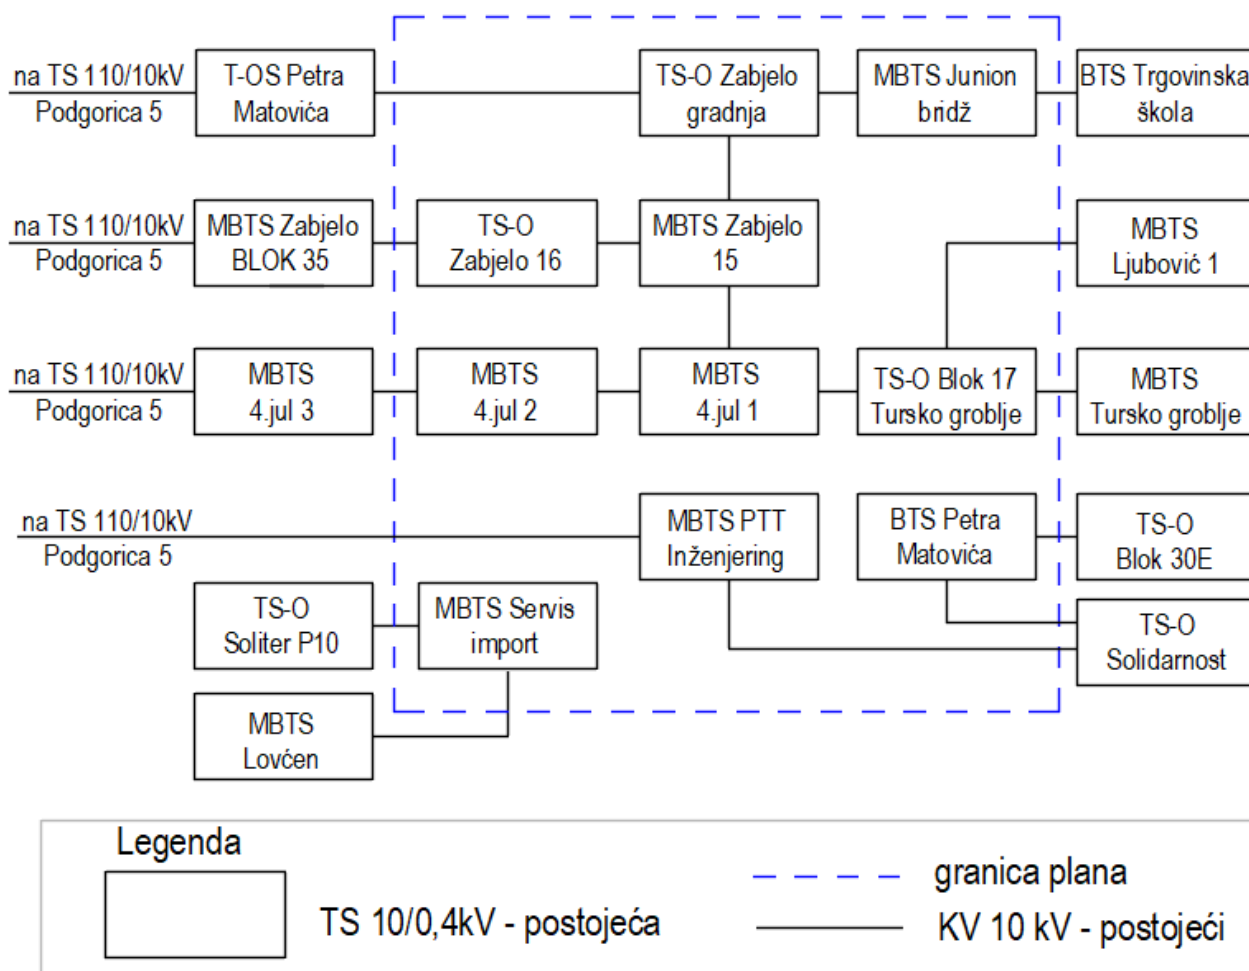 na TS 110/10kV
Podgorica 5
T-OS Petra
Matovića
TS-O Zabjelo
gradnja
MBTS Junion
bridž
BTS Trgovinska
škola
na TS 110/10kV
Podgorica 5
MBTS Zabjelo
BLOK 35
TS-O
Zabjelo 16
MBTS Zabjelo
15
MBTS
Ljubović 1
na TS 110/10kV
Podgorica 5
MBTS
4.jul 3
MBTS
4.jul 2
MBTS
4.jul 1
TS-O Blok 17
Tursko groblje
MBTS
Tursko groblje
na TS 110/10kV
Podgorica 5
MBTS PTT
Inženjering
BTS Petra
Matovića
TS-O
Blok 30E
TS-O
Soliter P10
MBTS Servis
import
TS-O
Solidarnost
MBTS
Lovćen
Legenda
TS 10/0,4kV - postojeća
granica plana
KV 10 kV - postojeći